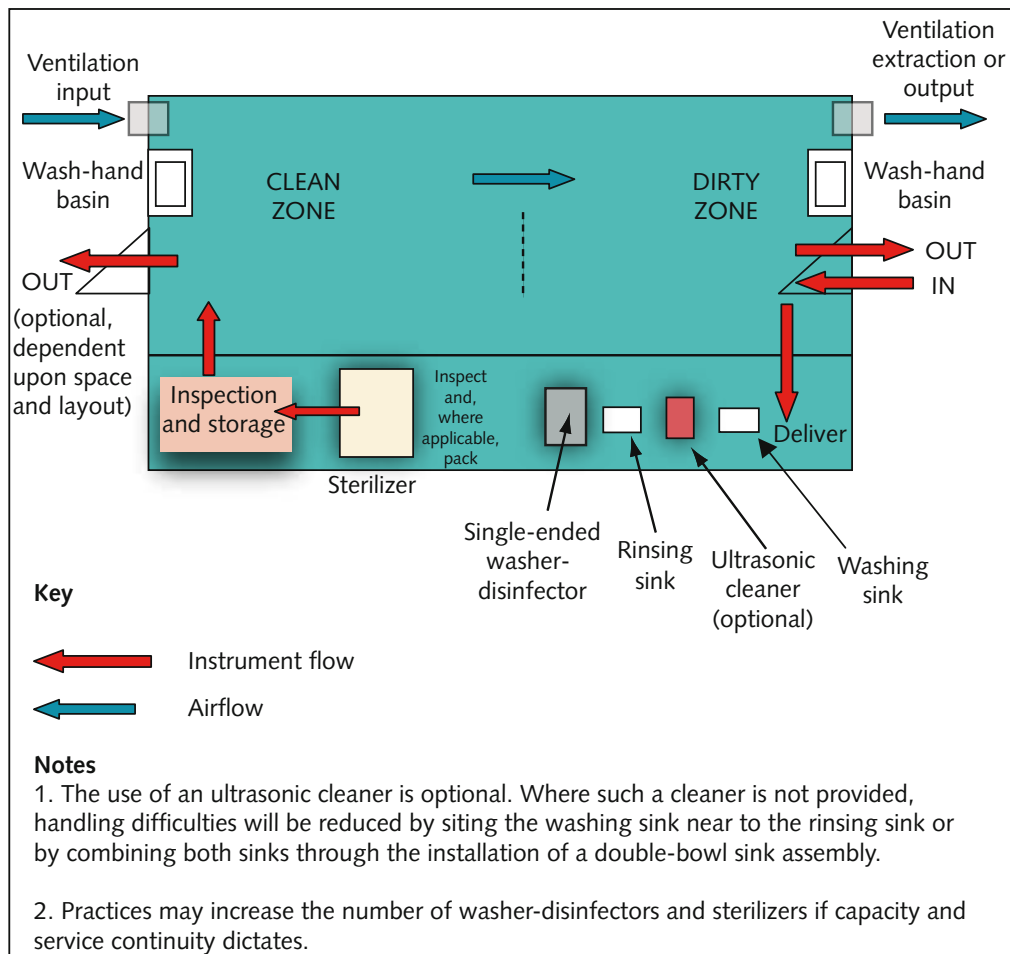 Ventilation
input
Ventilation
extraction or
output
Wash-hand
basin
CLEAN
ZONE
DIRTY
ZONE
Wash-hand
basin
OUT
(optional,
dependent
upon space
and layout)
OUT
IN
Inspection
and storage
Sterilizer
Inspect
and,
where
applicable,
pack
Deliver
Single-ended
washer-
disinfector
Rinsing
sink
Ultrasonic
cleaner
(optional)
Washing
sink
Key
Instrument flow
Airflow
Notes
1. The use of an ultrasonic cleaner is optional. Where such a cleaner is not provided,
handling difficulties will be reduced by siting the washing sink near to the rinsing sink or
by combining both sinks through the installation of a double-bowl sink assembly.
2. Practices may increase the number of washer-disinfectors and sterilizers if capacity and
service continuity dictates.